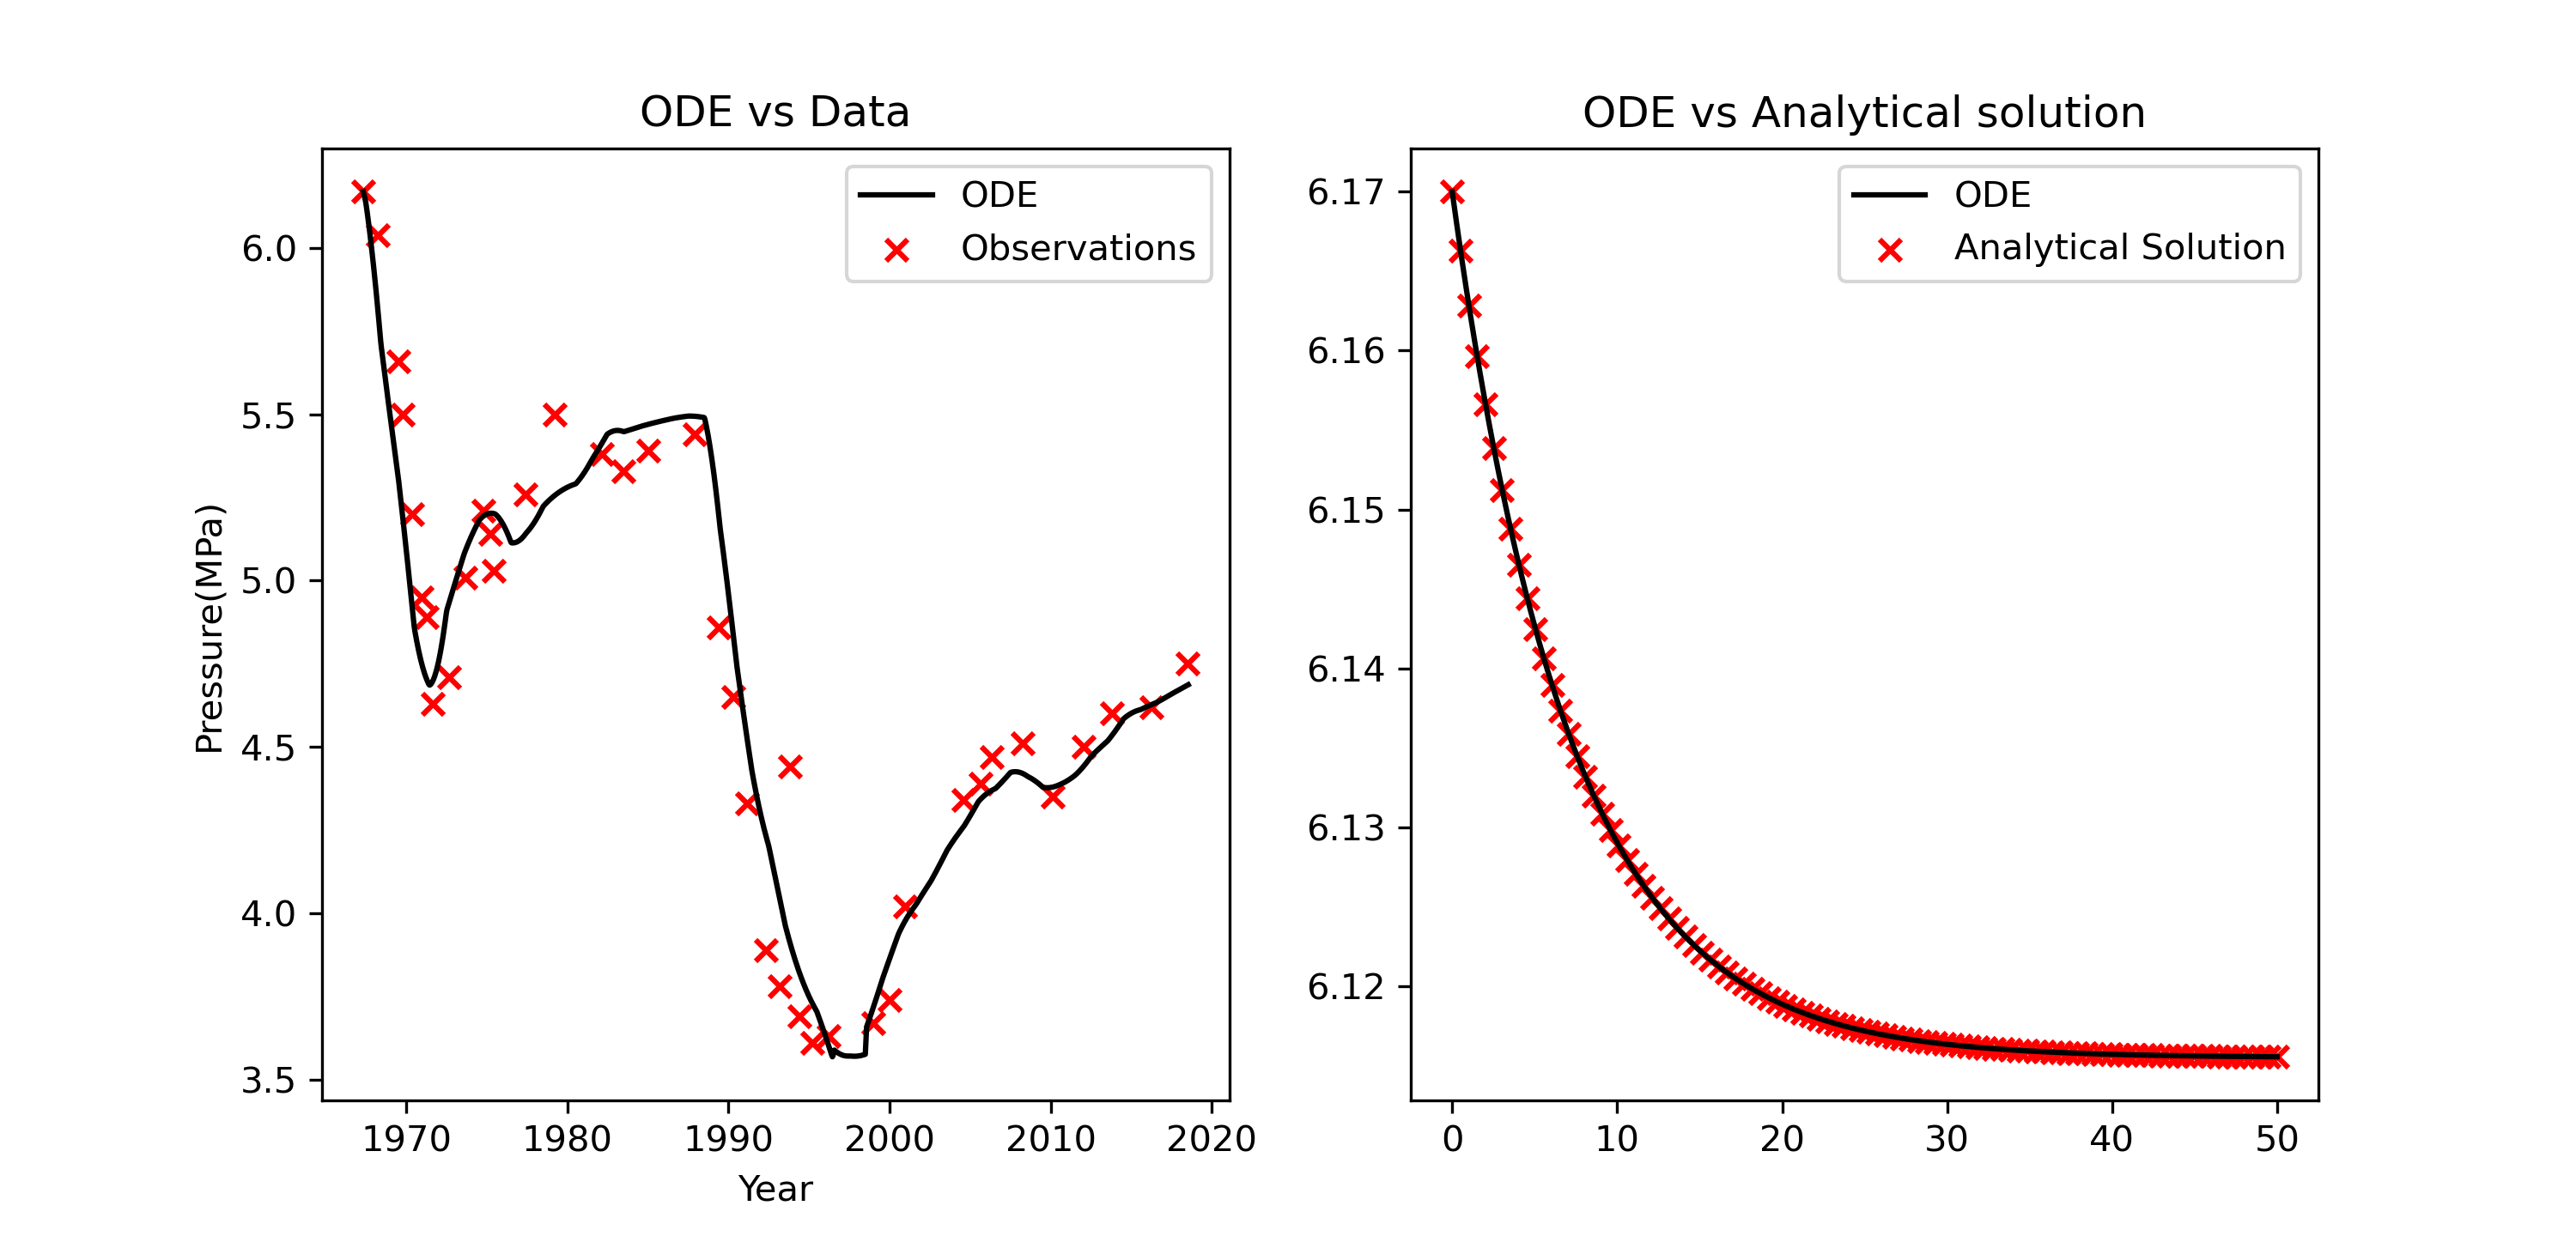 ODE vs Data
ODE
Observations
6.0
5.5
5.0
4.5
4.0
3.5
Pressure(MPa)
1970 1980 1990 2000 2010 2020
Year
ODE vs Analytical solution
ODE
Analytical Solution
6.17
6.16
6.15
6.14
6.13
6.12
0 10 20 30 40 50